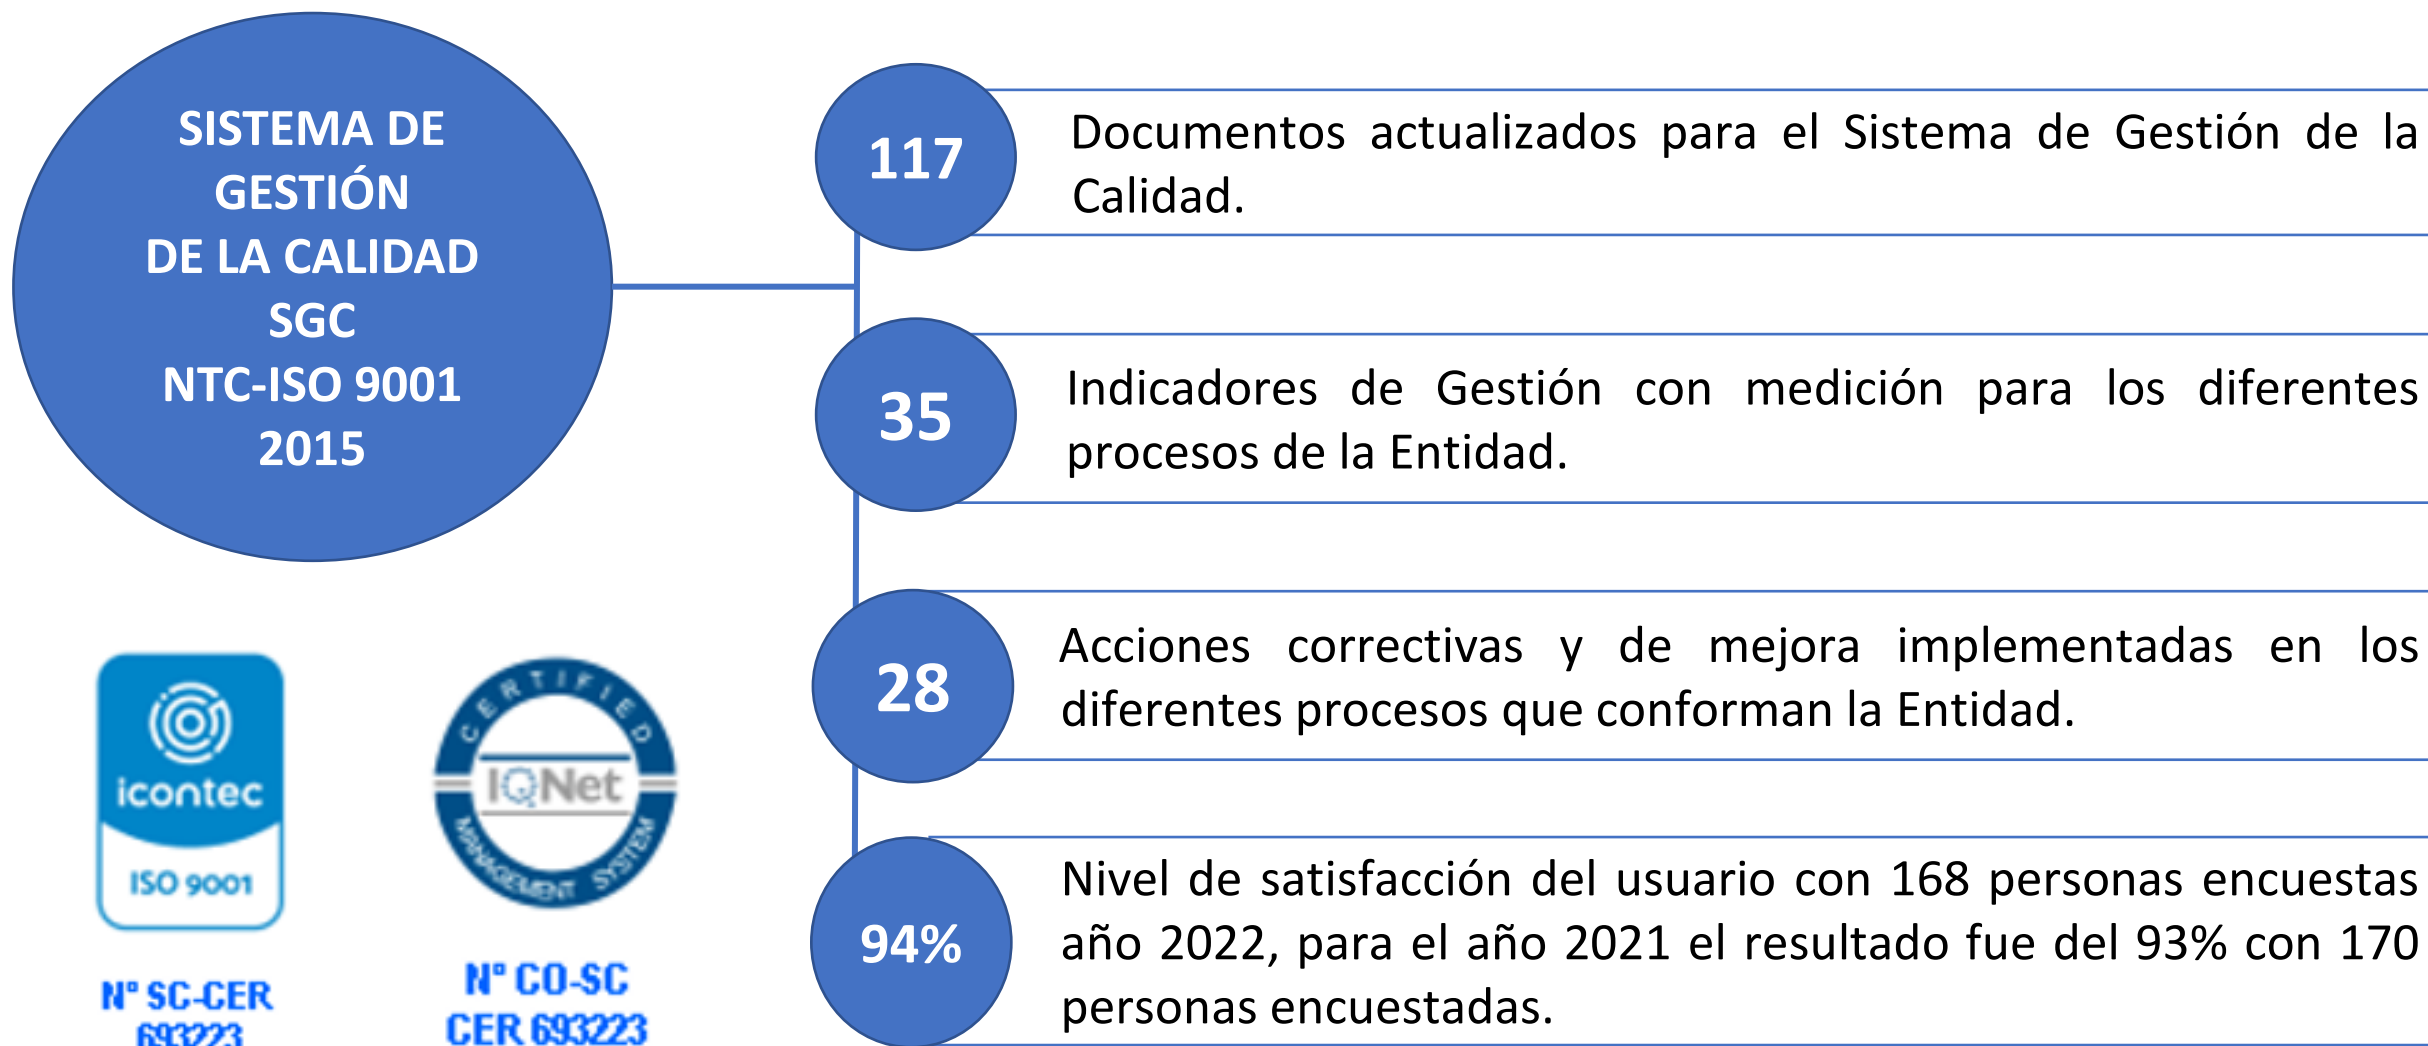 SISTEMA DE
GESTIÓN
DE LA CALIDAD
SGC
NTC-ISO 9001
2015
117
Documentos actualizados para el Sistema de Gestión de la
Calidad.
35
Indicadores de Gestión con medición para los diferentes
procesos de la Entidad.
28
Acciones correctivas y de mejora implementadas en los
diferentes procesos que conforman la Entidad.
94%
Nivel de satisfacción del usuario con 168 personas encuestas
año 2022, para el año 2021 el resultado fue del 93% con 170
personas encuestadas.
icontec
ISO 9001
N° SC-CER
693223
CERTIFIED
IQNet
MANAGEMENT SYSTEM
N° CO-SC
CER 693223